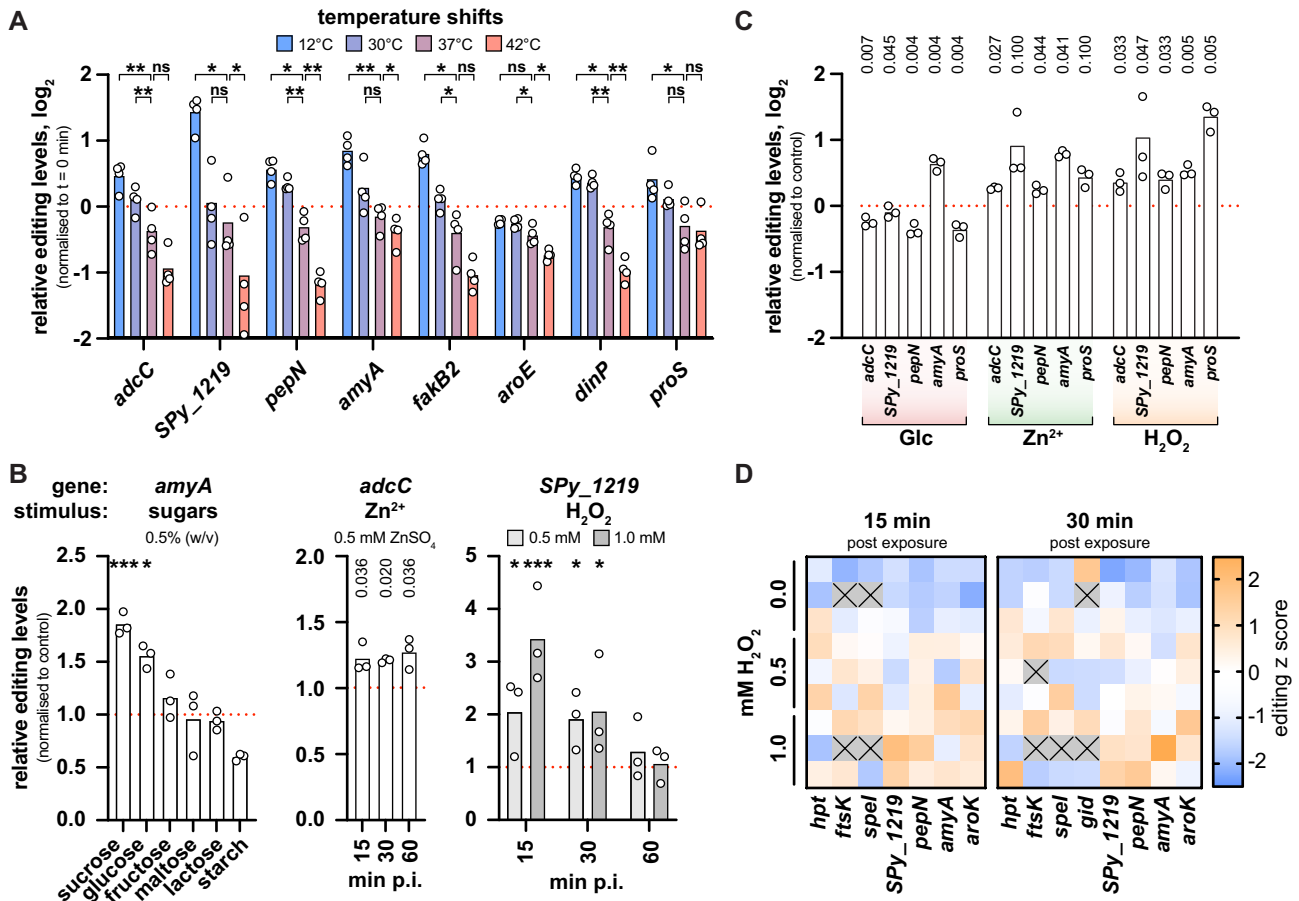 A
temperature shifts
12°C 30°C 37°C 42°C
relative editing levels, log2
(normalised to t = 0 min)
2
1
0
-1
-2
** ns * * * ** ** * * ns ns * * ** * ns
** ns ** ns * * ** ns
adcC SPy_1219 pepN amyA fakB2 aroE dinP proS
C
relative editing levels, log2
(normalised to control)
0.007 0.045 0.004 0.004 0.004 0.027 0.100 0.044 0.041 0.100 0.033 0.047 0.033 0.005 0.005
2
1
0
-1
-2
adcC SPy_1219 pepN amyA proS adcC SPy_1219 pepN amyA proS adcC SPy_1219 pepN amyA proS
Glc Zn2+ H2O2
B
gene: amyA adcC SPy_1219
stimulus: sugars Zn2+ H2O2
0.5% (w/v) 0.5 mM ZnSO4 0.5 mM 1.0 mM
relative editing levels
(normalised to control)
2.5
2.0
1.5
1.0
0.5
0.0
*** *
sucrose glucose fructose maltose lactose starch
2.0
1.5
1.0
0.5
0.0
0.036 0.020 0.036
15 30 60
min p.i.
5
4
3
2
1
0
* **** * *
15 30 60
min p.i.
D
15 min 30 min
post exposure post exposure
mM H2O2
0.0
0.5
1.0
hpt ftsK speI SPy_1219 pepN amyA aroK
hpt ftsK speI gid SPy_1219 pepN amyA aroK
2
1
0
-1
-2
editing z score